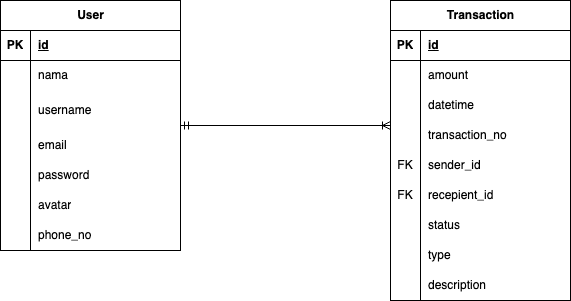 User
PK id
nama
username
email
password
avatar
phone_no
Transaction
PK id
amount
datetime
transaction_no
FK sender_id
FK recepient_id
status
type
description